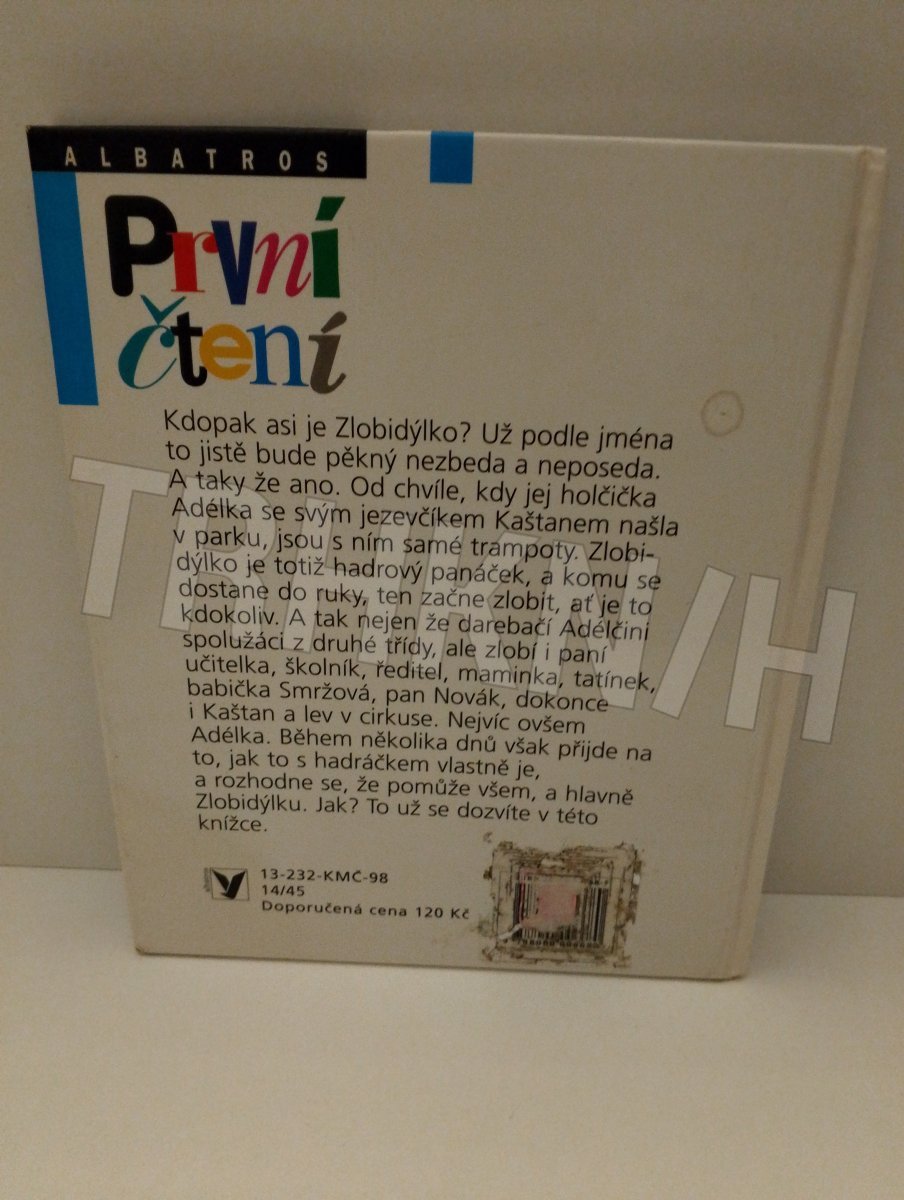 ALBATROS
První
čtení
Kdopak asi je Zlobidýlko? Už podle jména
to jistě bude pěkný nezbeda a neposeda.
A taky že ano. Od chvíle, kdy jej holčička
Adélka se svým jezevčíkem Kaštanem našla
v parku, jsou s ním samé trampoty. Zlobi-
dýlko je totiž hadrový panáček, a komu se
dostane do ruky, ten začne zlobit, ať je to
kdokoliv. A tak nejen že darebačí Adélčini
spolužáci z druhé třídy, ale zlobí i paní
učitelka, školník, ředitel, maminka, tatínek,
babička Smržová, pan Novák, dokonce
i Kaštan a lev v cirkuse. Nejvíc ovšem
Adélka. Během několika dnů však přijde na
to, jak to s hadráčkem vlastně je,
a rozhodne se, že pomůže všem, a hlavně
Zlobidýlku. Jak? To už se dozvíte v této
knížce.
13-232-KMČ-98
14/45
Doporučená cena 120 Kč